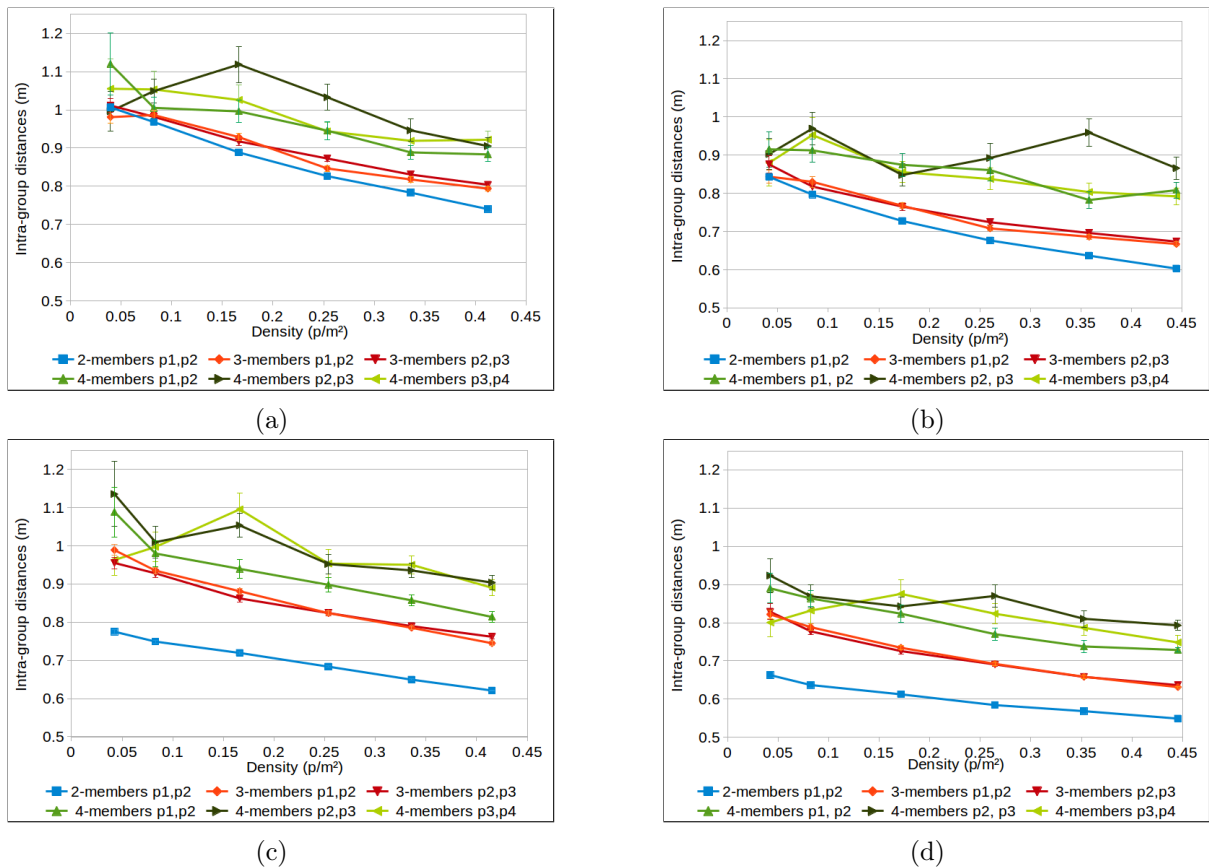 1.2
1.1
1
0.9
0.8
0.7
0.6
0.5
Intra-group distances (m)
0 0.05 0.1 0.15 0.2 0.25 0.3 0.35 0.4 0.45
Density (p/m²)
2-members p1,p2 3-members p1,p2 3-members p2,p3
4-members p1,p2 4-members p2,p3 4-members p3,p4
(a)
1.2
1.1
1
0.9
0.8
0.7
0.6
0.5
Intra-group distances (m)
0 0.05 0.1 0.15 0.2 0.25 0.3 0.35 0.4 0.45
Density (p/m²)
2-members p1,p2 3-members p1,p2 3-members p2,p3
4-members p1, p2 4-members p2, p3 4-members p3,p4
(b)
1.2
1.1
1
0.9
0.8
0.7
0.6
0.5
Intra-group distances (m)
0 0.05 0.1 0.15 0.2 0.25 0.3 0.35 0.4 0.45
Density (p/m²)
2-members p1,p2 3-members p1,p2 3-members p2,p3
4-members p1,p2 4-members p2,p3 4-members p3,p4
(c)
1.2
1.1
1
0.9
0.8
0.7
0.6
0.5
Intra-group distances (m)
0 0.05 0.1 0.15 0.2 0.25 0.3 0.35 0.4 0.45
Density (p/m²)
2-members p1,p2 3-members p1,p2 3-members p2,p3
4-members p1, p2 4-members p2, p3 4-members p3,p4
(d)